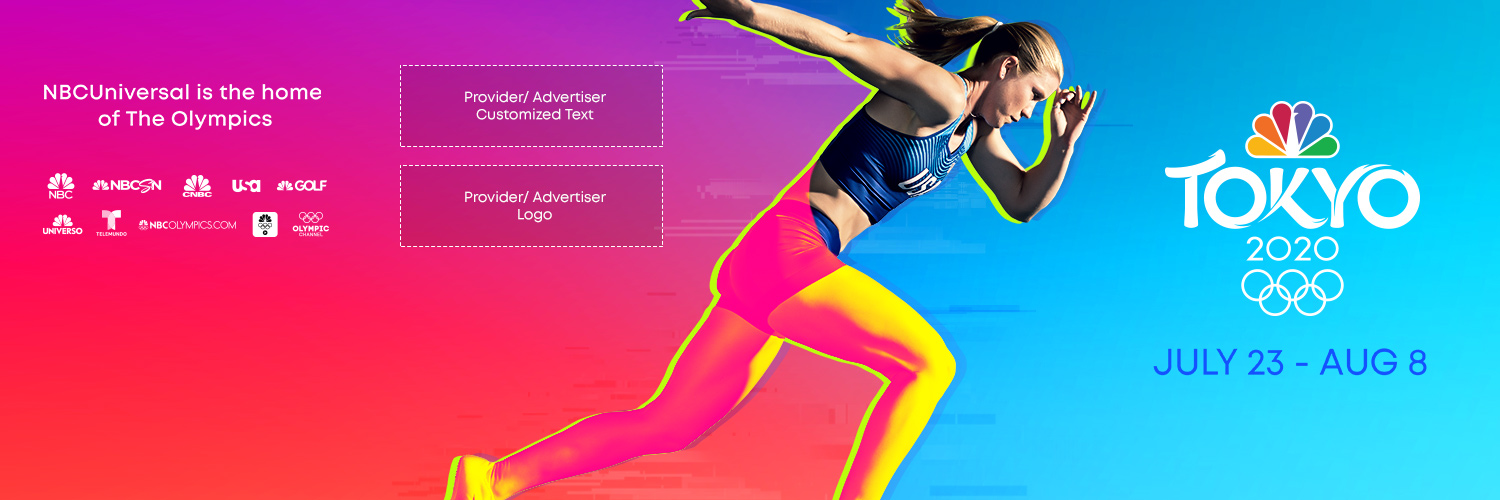 NBCUniversal is the home
of The Olympics
NBC
NBCSN
CNBC
USA
GOLF
UNIVERSO
TELEMUNDO
NBCOLYMPICS.COM
OLYMPIC
CHANNEL
Provider/ Advertiser
Customized Text
Provider/ Advertiser
Logo
US
TOKYO
2020
JULY 23 - AUG 8